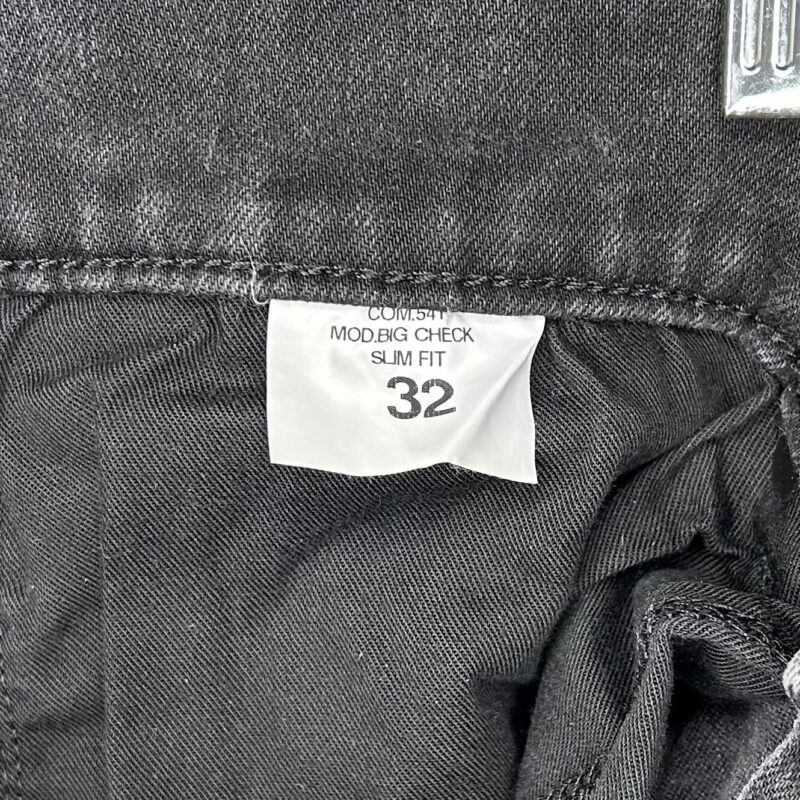 COM.541
MOD.BIG CHECK
SLIM FIT
32